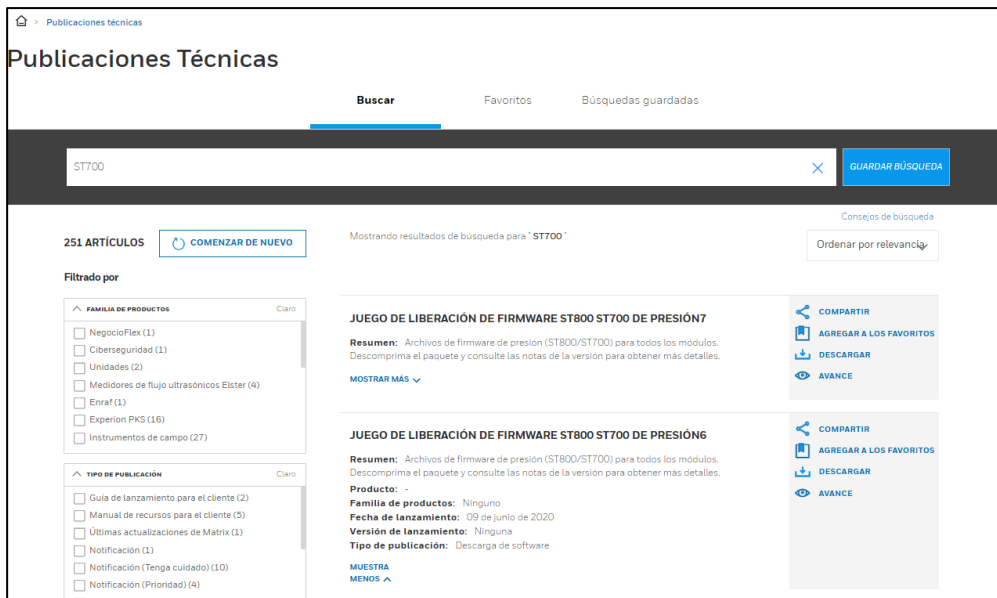 > Publicaciones técnicas
Publicaciones Técnicas
Buscar Favoritos Búsquedas guardadas
ST700
GUARDAR BÚSQUEDA
Consejos de búsqueda
251 ARTÍCULOS COMENZAR DE NUEVO
Mostrando resultados de búsqueda para " ST700 "
Ordenar por relevancia
Filtrado por
FAMILIA DE PRODUCTOS Claro
NegocioFlex (1)
Ciberseguridad (1)
Unidades (2)
Medidores de flujo ultrasónicos Elster (4)
Enraf (1)
Experion PKS (16)
Instrumentos de campo (27)
TIPO DE PUBLICACIÓN Claro
Guía de lanzamiento para el cliente (2)
Manual de recursos para el cliente (5)
Últimas actualizaciones de Matrix (1)
Notificación (1)
Notificación (Tenga cuidado) (10)
Notificación (Prioridad) (4)
JUEGO DE LIBERACIÓN DE FIRMWARE ST800 ST700 DE PRESIÓN7
Resumen: Archivos de firmware de presión (ST800/ST700) para todos los módulos.
Descomprima el paquete y consulte las notas de la versión para obtener más detalles.
MOSTRAR MÁS
COMPARTIR
AGREGAR A LOS FAVORITOS
DESCARGAR
AVANCE
JUEGO DE LIBERACIÓN DE FIRMWARE ST800 ST700 DE PRESIÓN6
Resumen: Archivos de firmware de presión (ST800/ST700) para todos los módulos.
Descomprima el paquete y consulte las notas de la versión para obtener más detalles.
Producto: -
Familia de productos: Ninguno
Fecha de lanzamiento: 09 de junio de 2020
Versión de lanzamiento: Ninguna
Tipo de publicación: Descarga de software
MUESTRA
MENOS
COMPARTIR
AGREGAR A LOS FAVORITOS
DESCARGAR
AVANCE